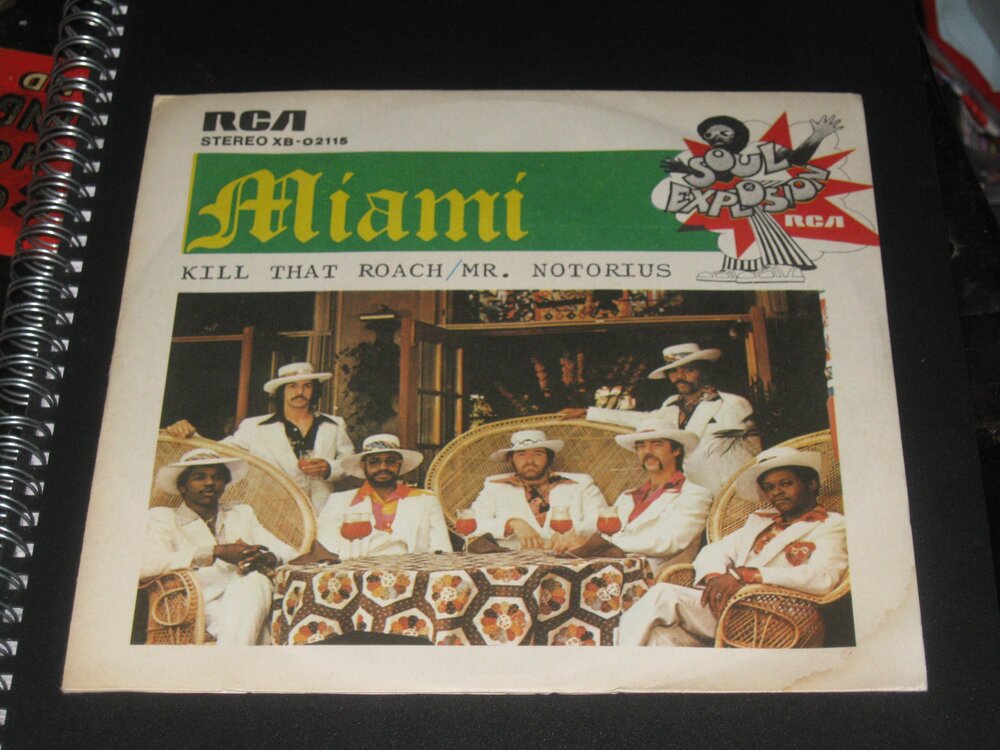 RCA
STEREO XB-02115
Miami
SOUL
EXPLOSION
RCA
KILL THAT ROACH/MR. NOTORIUS